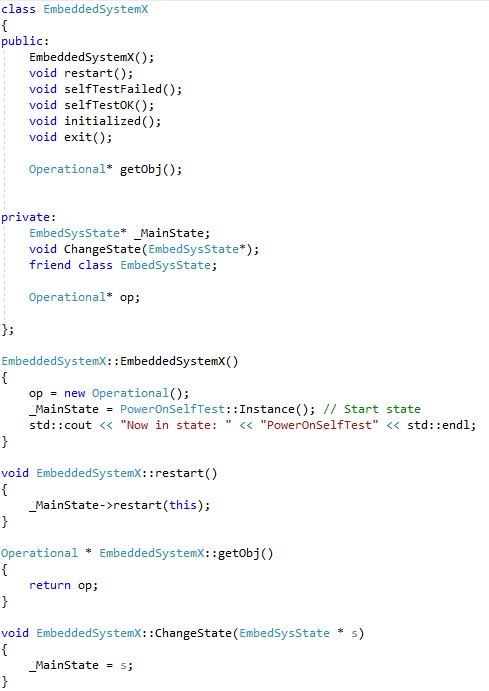 class EmbeddedSystemX
{
public:
    EmbeddedSystemX();
    void restart();
    void selfTestFailed();
    void selfTestOK();
    void initialized();
    void exit();

    Operational* getObj();


private:
    EmbedSysState* _MainState;
    void ChangeState(EmbedSysState*);
    friend class EmbedSysState;

    Operational* op;

};

EmbeddedSystemX::EmbeddedSystemX()
{
    op = new Operational();
    _MainState = PowerOnSelfTest::Instance(); // Start state
    std::cout << "Now in state: " << "PowerOnSelfTest" << std::endl;
}

void EmbeddedSystemX::restart()
{
    _MainState->restart(this);
}

Operational * EmbeddedSystemX::getObj()
{
    return op;
}

void EmbeddedSystemX::ChangeState(EmbedSysState * s)
{
    _MainState = s;
}